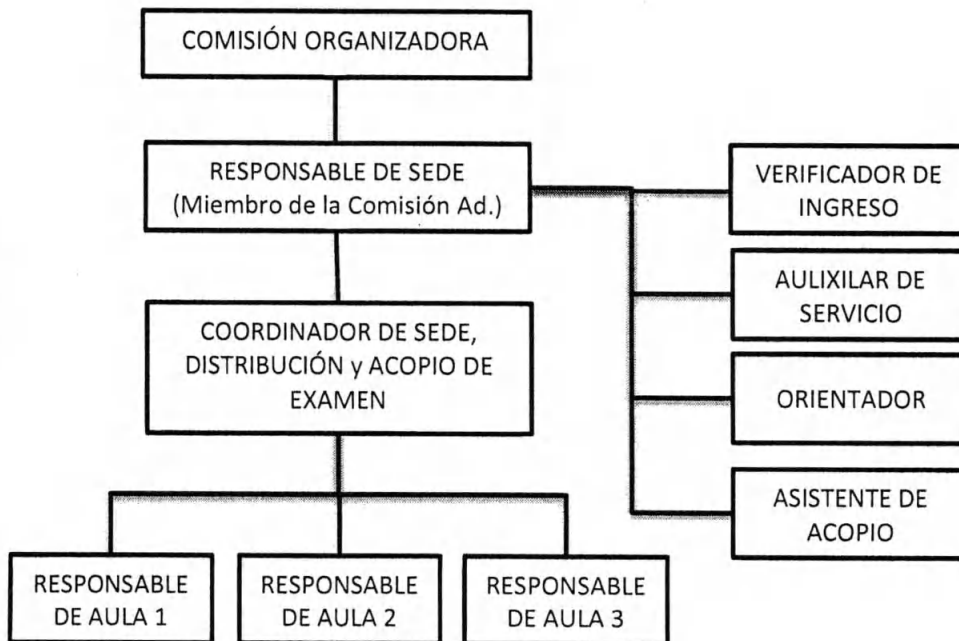 COMISIÓN ORGANIZADORA
RESPONSABLE DE SEDE
(Miembro de la Comisión Ad.)
COORDINADOR DE SEDE,
DISTRIBUCIÓN y ACOPIO DE
EXAMEN
RESPONSABLE
DE AULA 1
RESPONSABLE
DE AULA 2
RESPONSABLE
DE AULA 3
VERIFICADOR DE
INGRESO
AULIXILAR DE
SERVICIO
ORIENTADOR
ASISTENTE DE
ACOPIO